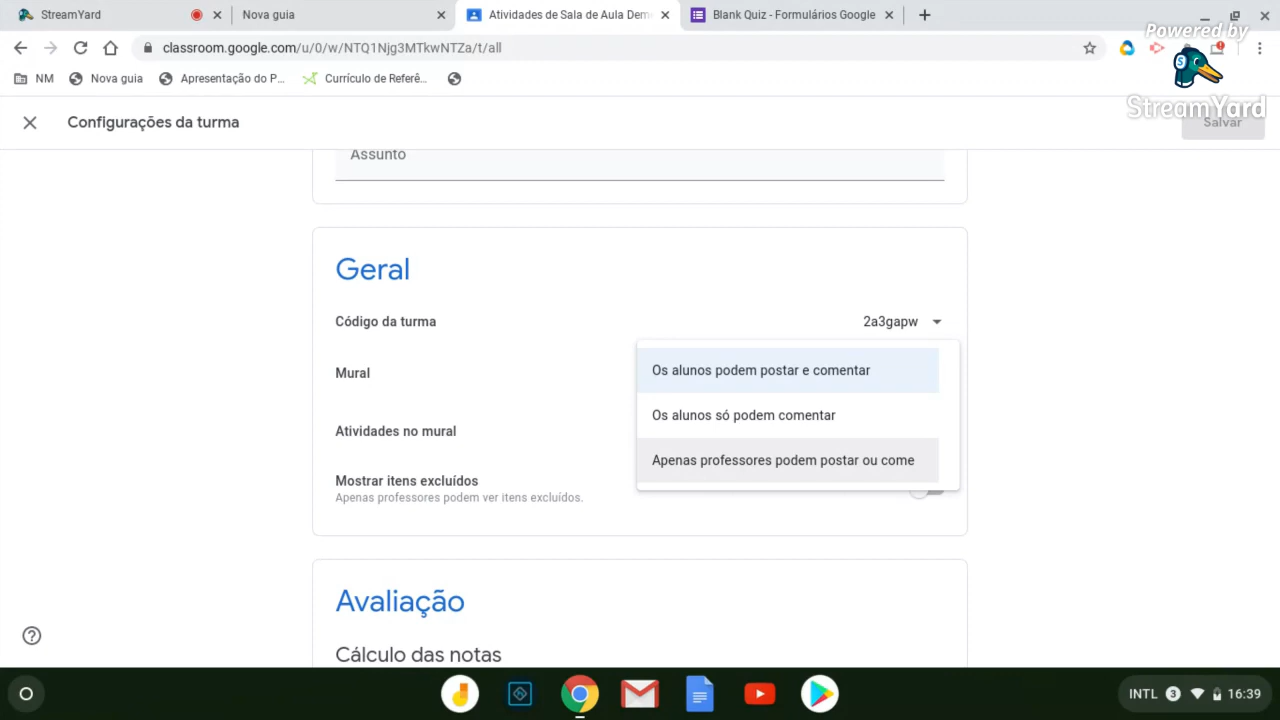 StreamYard
Nova guia
Atividades de Sala de Aula Dem
Blank Quiz - Formulários Google
classroom.google.com/u/0/w/NTQ1Njg3MTkwNTZa/t/all
Powered by
StreamYard
NM
Nova guia
Apresentação do P...
Currículo de Referê...
Configurações da turma
Salvar
Assunto
Geral
Código da turma
2a3gapw
Mural
Os alunos podem postar e comentar
Os alunos só podem comentar
Atividades no mural
Apenas professores podem postar ou come
Mostrar itens excluídos
Apenas professores podem ver itens excluídos.
Avaliação
Cálculo das notas
INTL 3 16:39